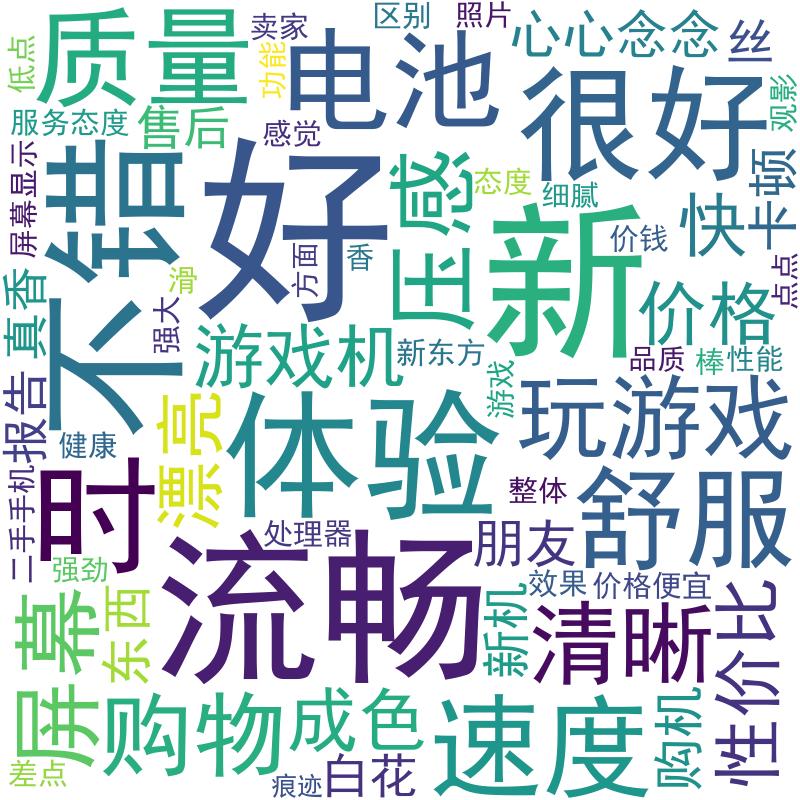 质量
卖家
区别
照片
心心念念
丝
低点
功能
电池
很好
观影
服务态度
售后
感觉
不错
好
压感
态度
细腻
卡顿
屏幕显示
新
快
价钱
滑
方面
香
点点
真香
强大
价格
游戏机
新东方
品质
棒
性能
报告
游戏
玩游戏
漂亮
体验
健康
时
整体
舒服
二手手机
处理器
朋友
强劲
流畅
效果
价格便宜
屏幕
东西
新机
清晰
性价比
购物
成色
速度
购机
差点
痕迹
白花